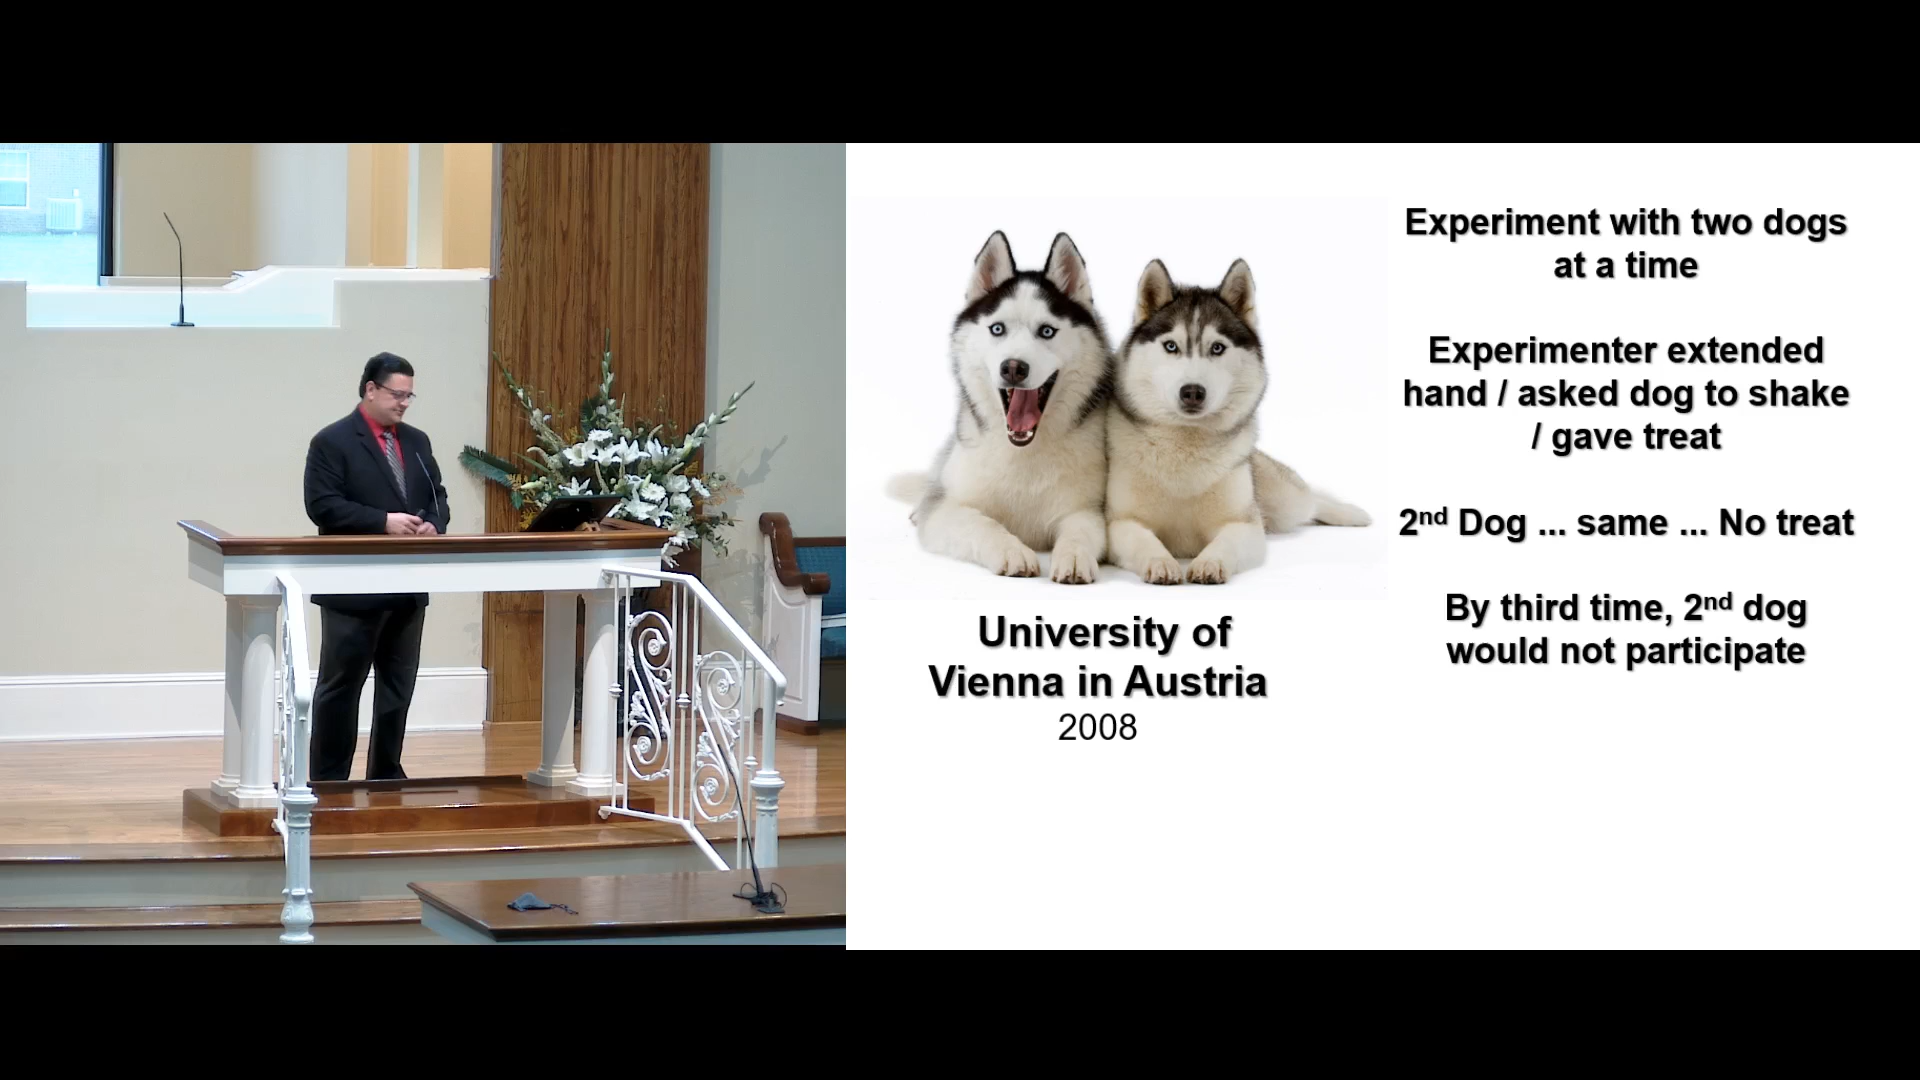 Experiment with two dogs
at a time
Experimenter extended
hand / asked dog to shake
/ gave treat
2nd Dog ... same ... No treat
By third time, 2nd dog
would not participate
University of
Vienna in Austria
2008